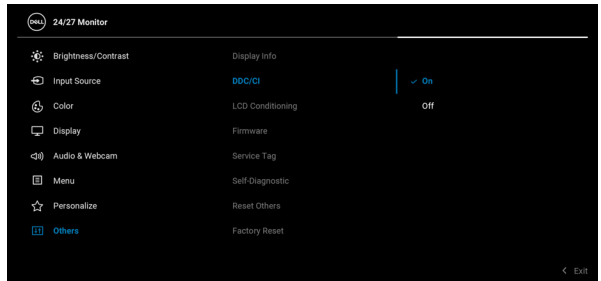 DELL
24/27 Monitor
Brightness/Contrast
Display Info
Input Source
DDC/CI
On
Color
LCD Conditioning
Off
Display
Firmware
Audio & Webcam
Service Tag
Menu
Self-Diagnostic
Personalize
Reset Others
Others
Factory Reset
Exit